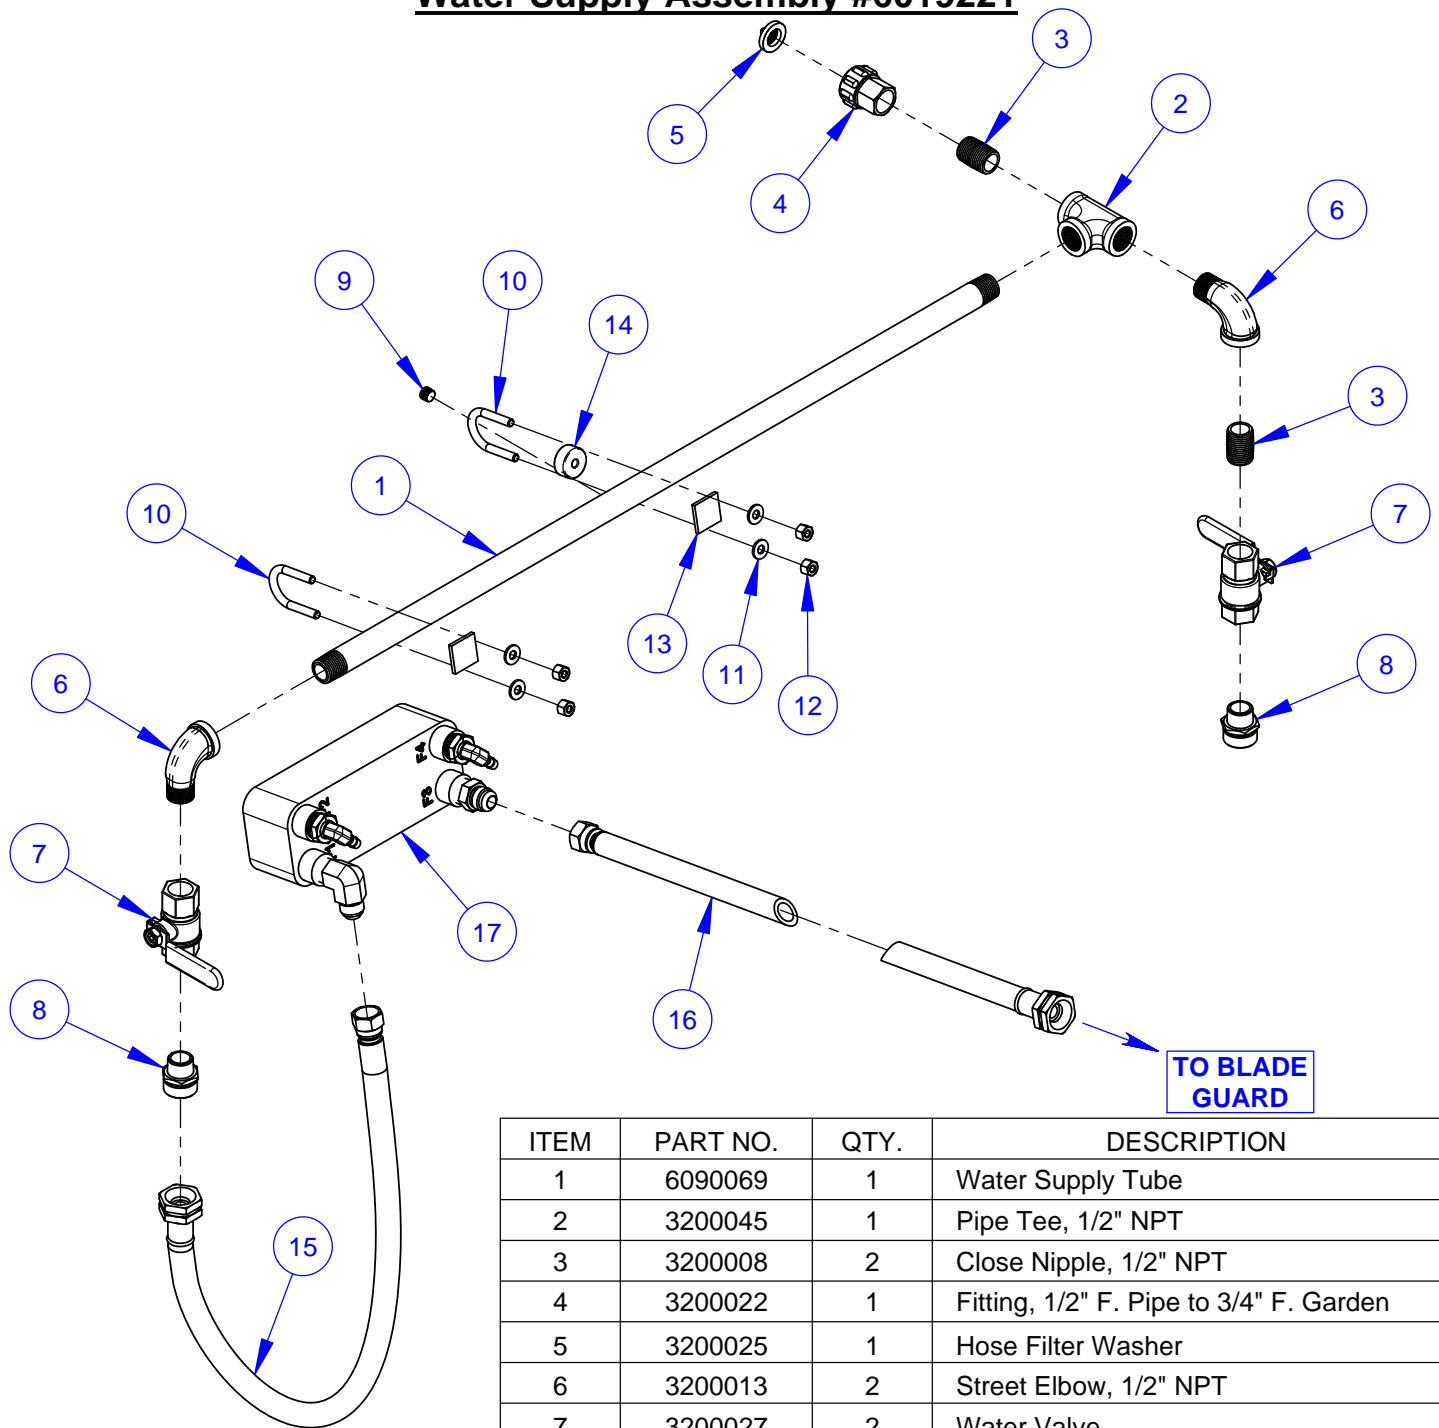 Water Supply Assembly #6019221
3
5
2
4
6
9
10
14
3
1
7
10
13
11
8
6
12
F4
F3
F2
7
17
8
16
TO BLADE
GUARD
15
ITEM PART NO. QTY. DESCRIPTION
1 6090069 1 Water Supply Tube
2 3200045 1 Pipe Tee, 1/2" NPT
3 3200008 2 Close Nipple, 1/2" NPT
4 3200022 1 Fitting, 1/2" F. Pipe to 3/4" F. Garden
5 3200025 1 Hose Filter Washer
6 3200013 2 Street Elbow, 1/2" NPT
7 3200027 2 Water Valve